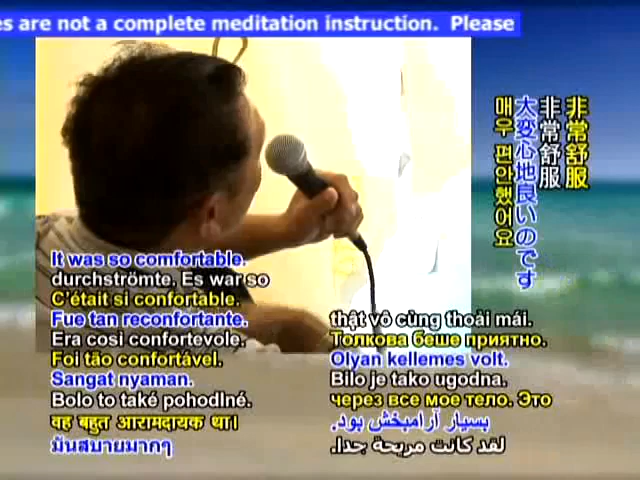 es are not a complete meditation instruction.  Please
非常舒服
非常舒服
大変心地良いのです
매우 편안했어요
It was so comfortable.
durchströmte. Es war so
C'était si confortable.
Fue tan reconfortante.
Era così confortevole.
Foi tão confortável.
Sangat nyaman.
Bolo to také pohodlné.
वह बहुत आरामदायक था।
มันสบายมากๆ
thật vô cùng thoải mái.
Толкова беше приятно.
Olyan kellemes volt.
Bilo je tako ugodna.
через все мое тело. Это
بسیار آرامبخش بود.
لقد كانت مريحة جدا.